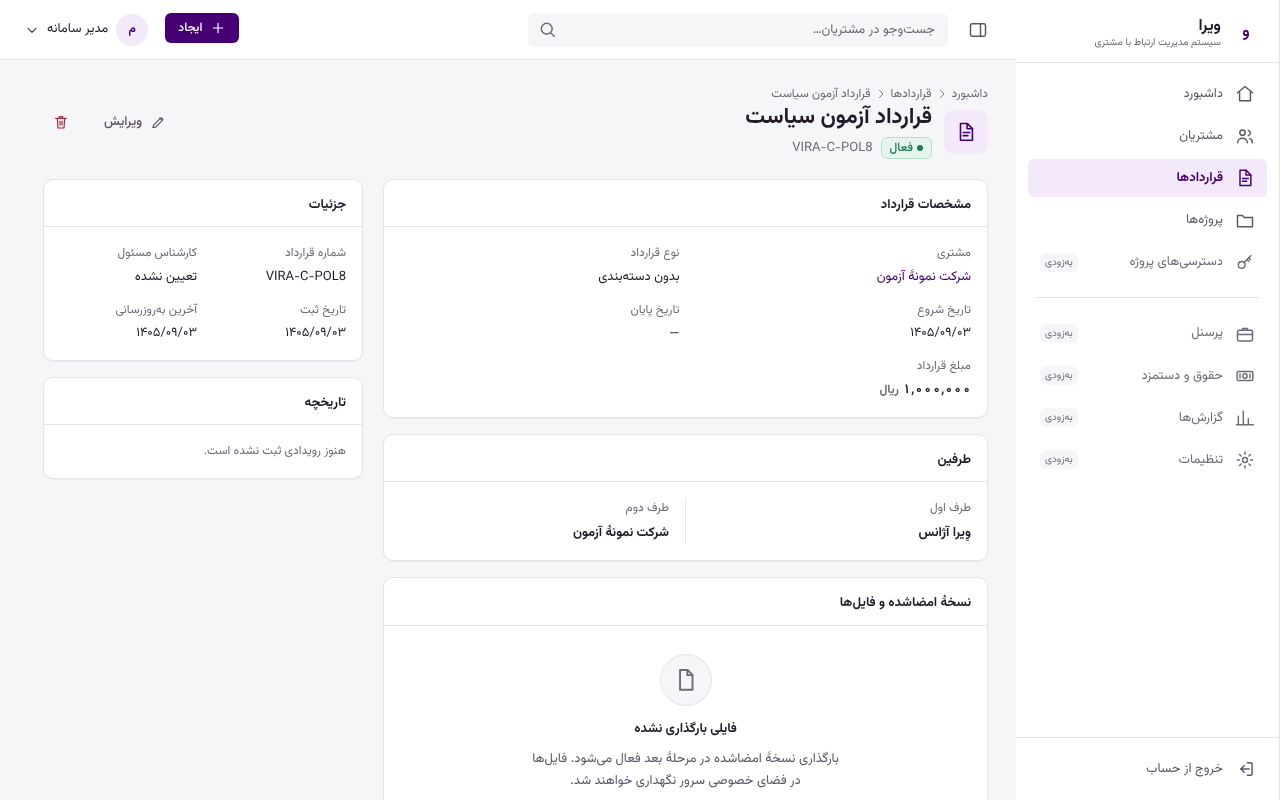 و
ویرا
سیستم مدیریت ارتباط با مشتری
داشبورد
مشتریان
قراردادها
پروژه‌ها
دسترسی‌های پروژه
به‌زودی
پرسنل
به‌زودی
حقوق و دستمزد
به‌زودی
گزارش‌ها
به‌زودی
تنظیمات
به‌زودی
خروج از حساب
جست‌وجو در مشتریان…
ایجاد
م
مدیر سامانه
داشبورد
قراردادها
قرارداد آزمون سیاست
قرارداد آزمون سیاست
فعال
VIRA-C-POL8
ویرایش
مشخصات قرارداد
مشتری
شرکت نمونهٔ آزمون
نوع قرارداد
بدون دسته‌بندی
تاریخ شروع
۱۴۰۵/۰۹/۰۳
تاریخ پایان
—
مبلغ قرارداد
۱,۰۰۰,۰۰۰ ریال
طرفین
طرف اول
ویرا آژانس
طرف دوم
شرکت نمونهٔ آزمون
نسخهٔ امضاشده و فایل‌ها
فایلی بارگذاری نشده
بارگذاری نسخهٔ امضاشده در مرحلهٔ بعد فعال می‌شود. فایل‌ها
در فضای خصوصی سرور نگهداری خواهند شد.
جزئیات
شماره قرارداد
VIRA-C-POL8
کارشناس مسئول
تعیین نشده
تاریخ ثبت
۱۴۰۵/۰۹/۰۳
آخرین به‌روزرسانی
۱۴۰۵/۰۹/۰۳
تاریخچه
هنوز رویدادی ثبت نشده است.